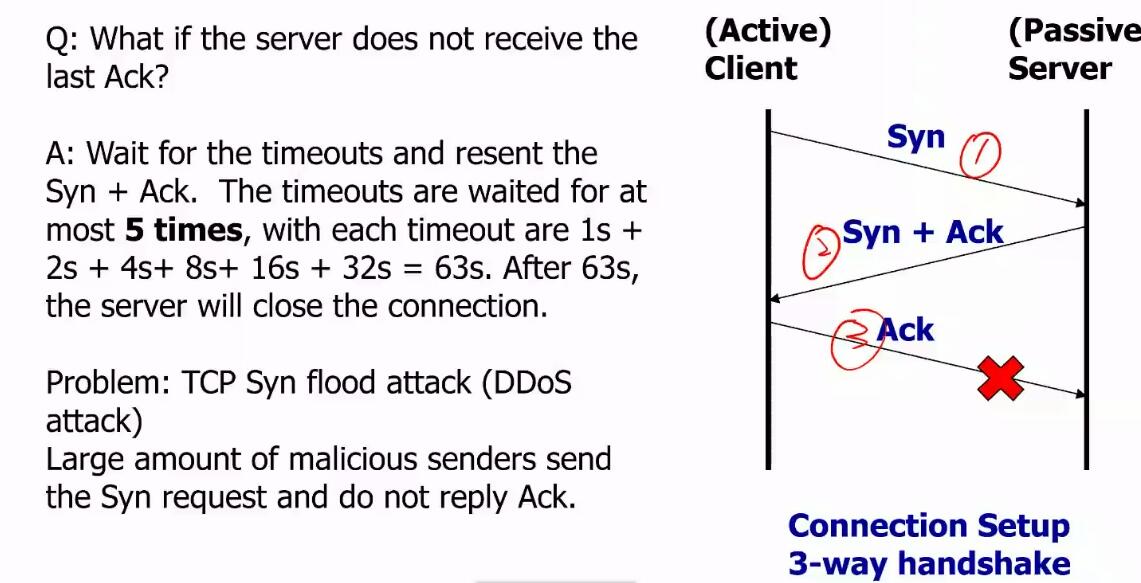 Q: What if the server does not receive the
last Ack?
A: Wait for the timeouts and resent the
Syn + Ack.  The timeouts are waited for at
most 5 times, with each timeout are 1s +
2s + 4s+ 8s+ 16s + 32s = 63s. After 63s,
the server will close the connection.
Problem: TCP Syn flood attack (DDoS
attack)
Large amount of malicious senders send
the Syn request and do not reply Ack.
(Active)
Client
(Passive
Server
Syn 1
2 Syn + Ack
3 Ack
Connection Setup
3-way handshake